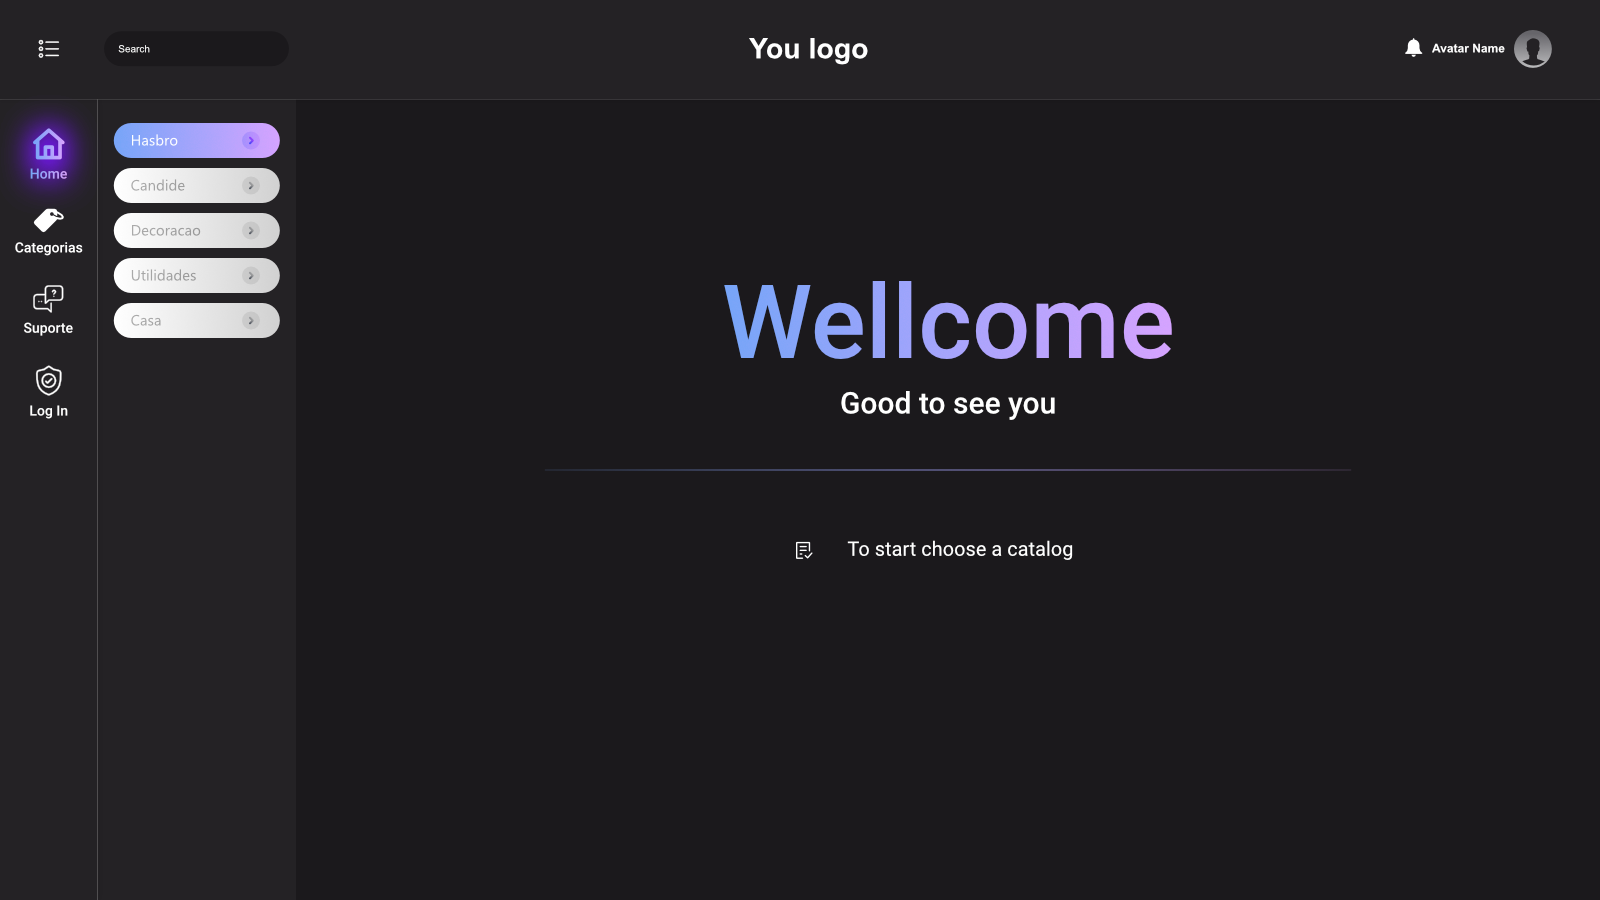 Search
You logo
Avatar Name
Home
Categorias
Suporte
Log In
Hasbro
Candide
Decoracao
Utilidades
Casa
Wellcome
Good to see you
To start choose a catalog